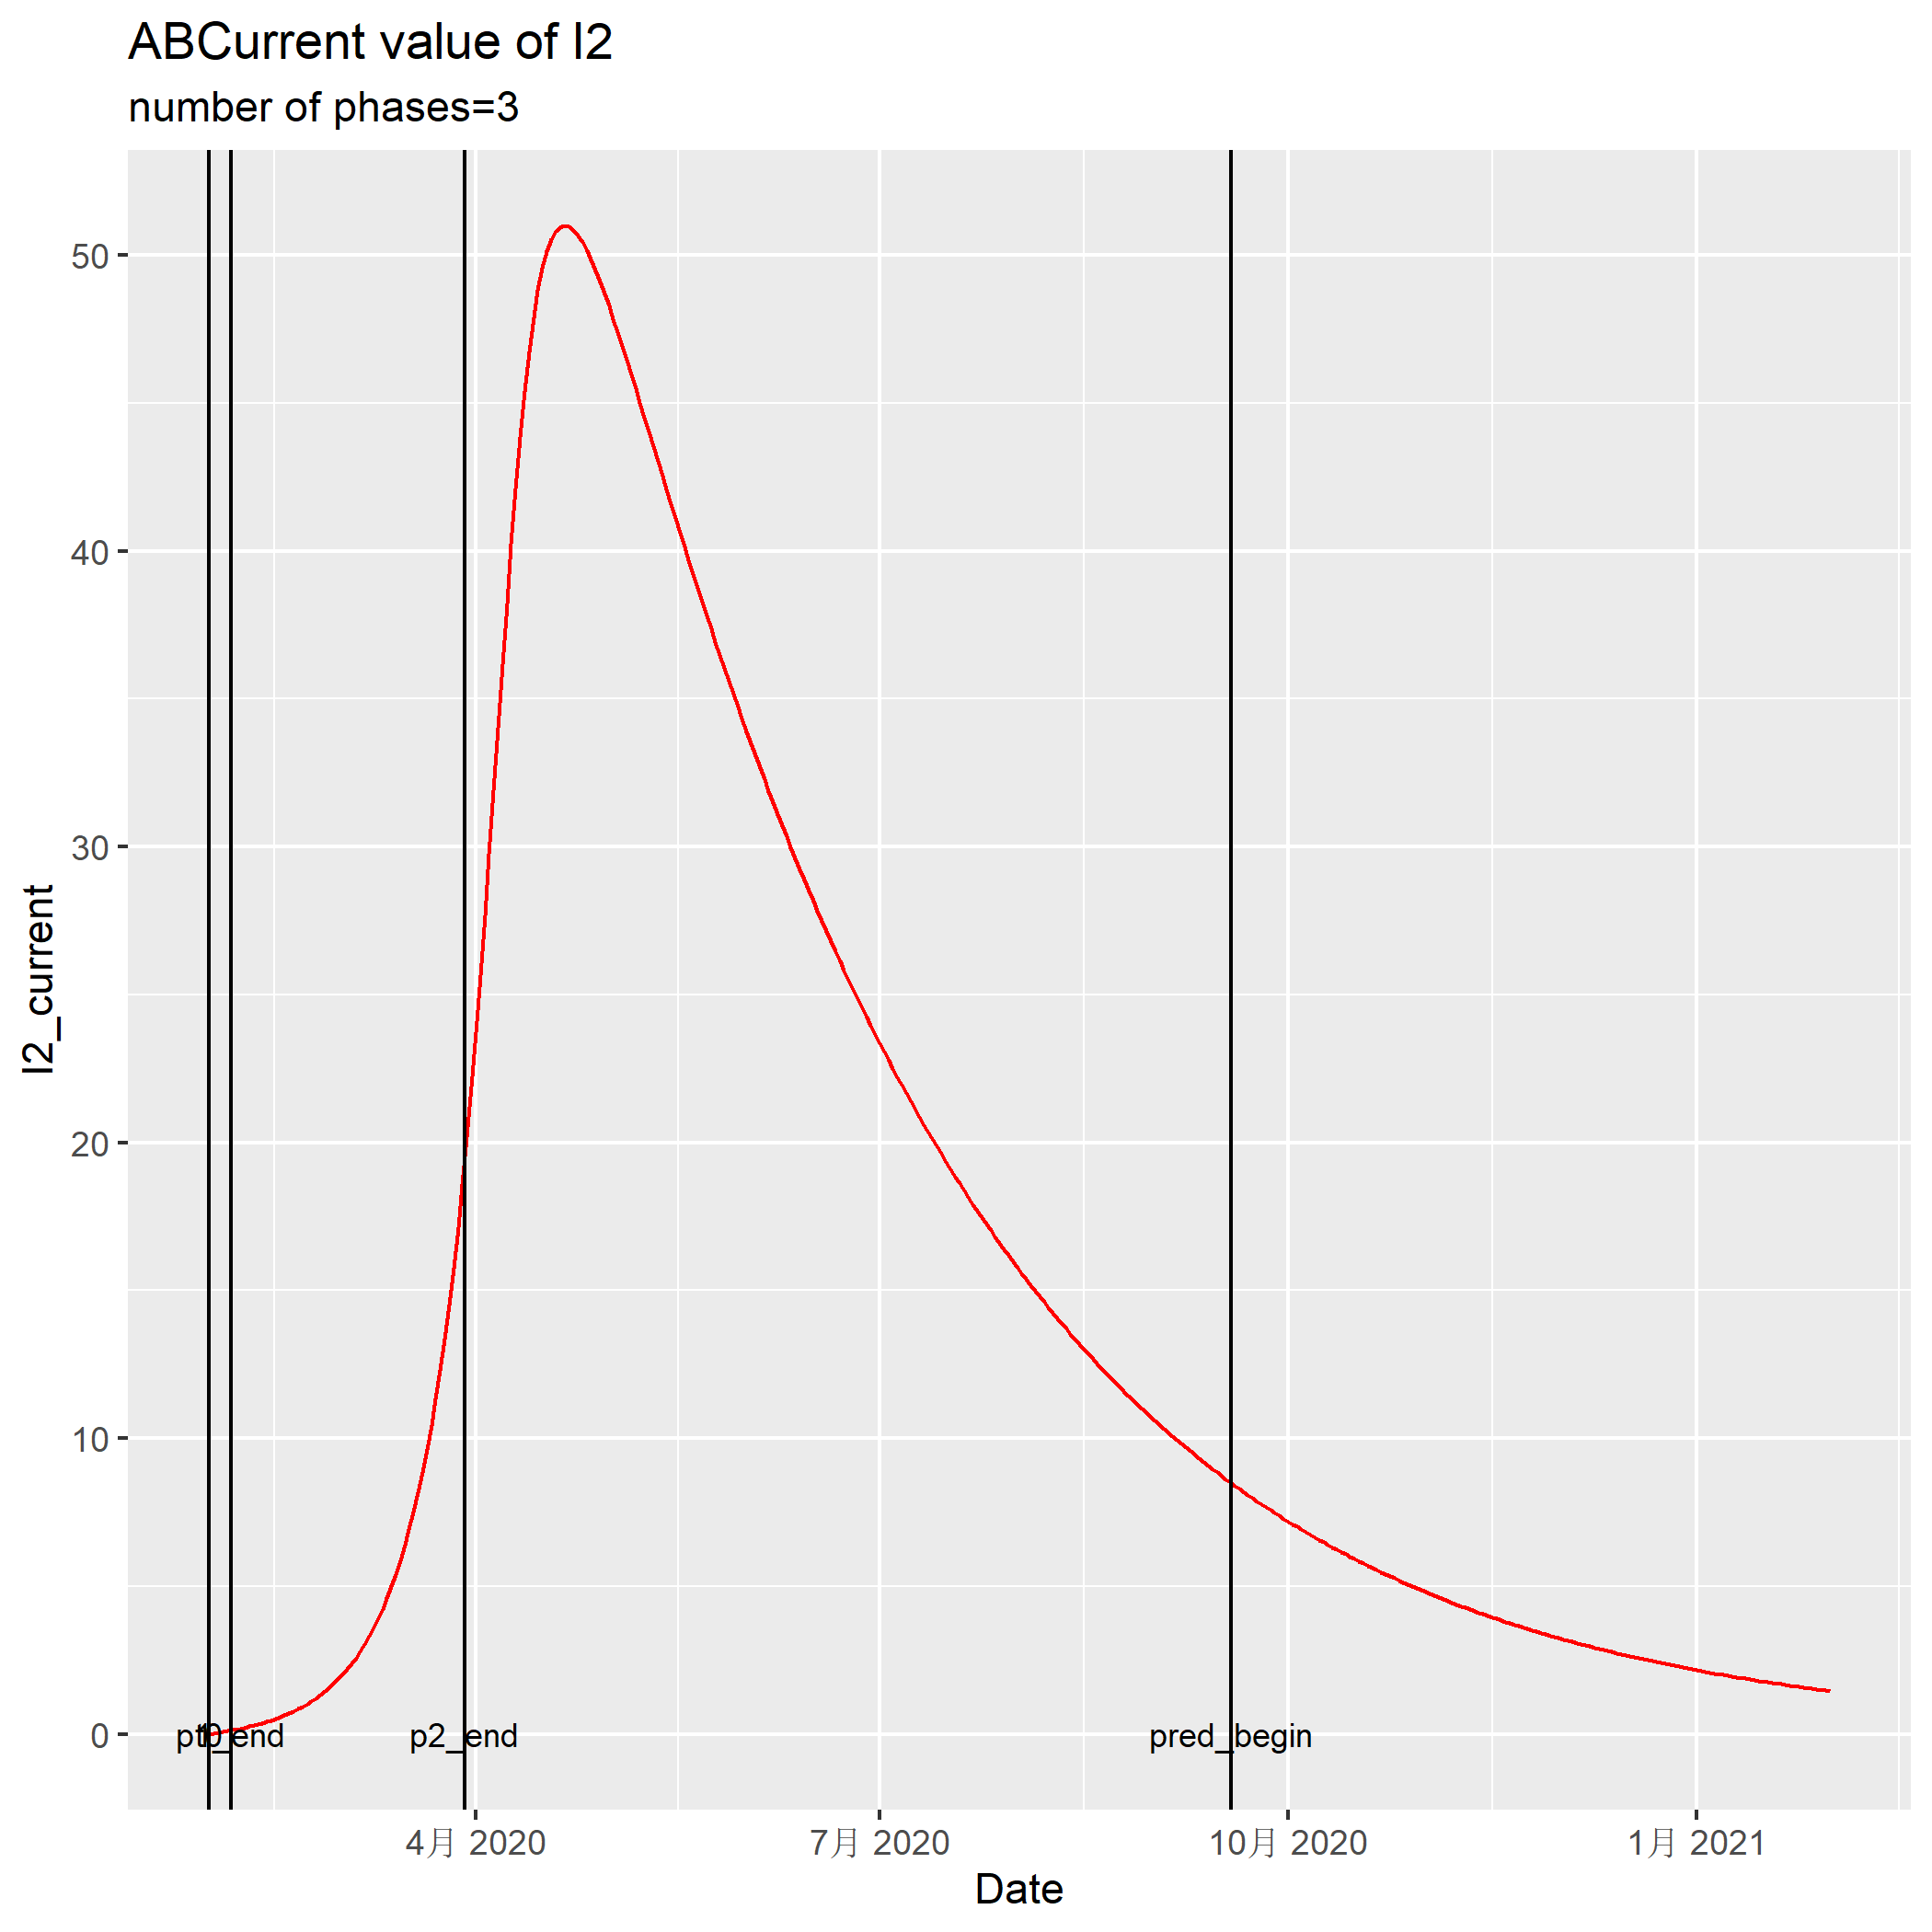 ABCurrent value of I2
number of phases=3
I2_current
50
40
30
20
10
0
p2_end
pred_begin
4月 2020
7月 2020
10月 2020
1月 2021
Date